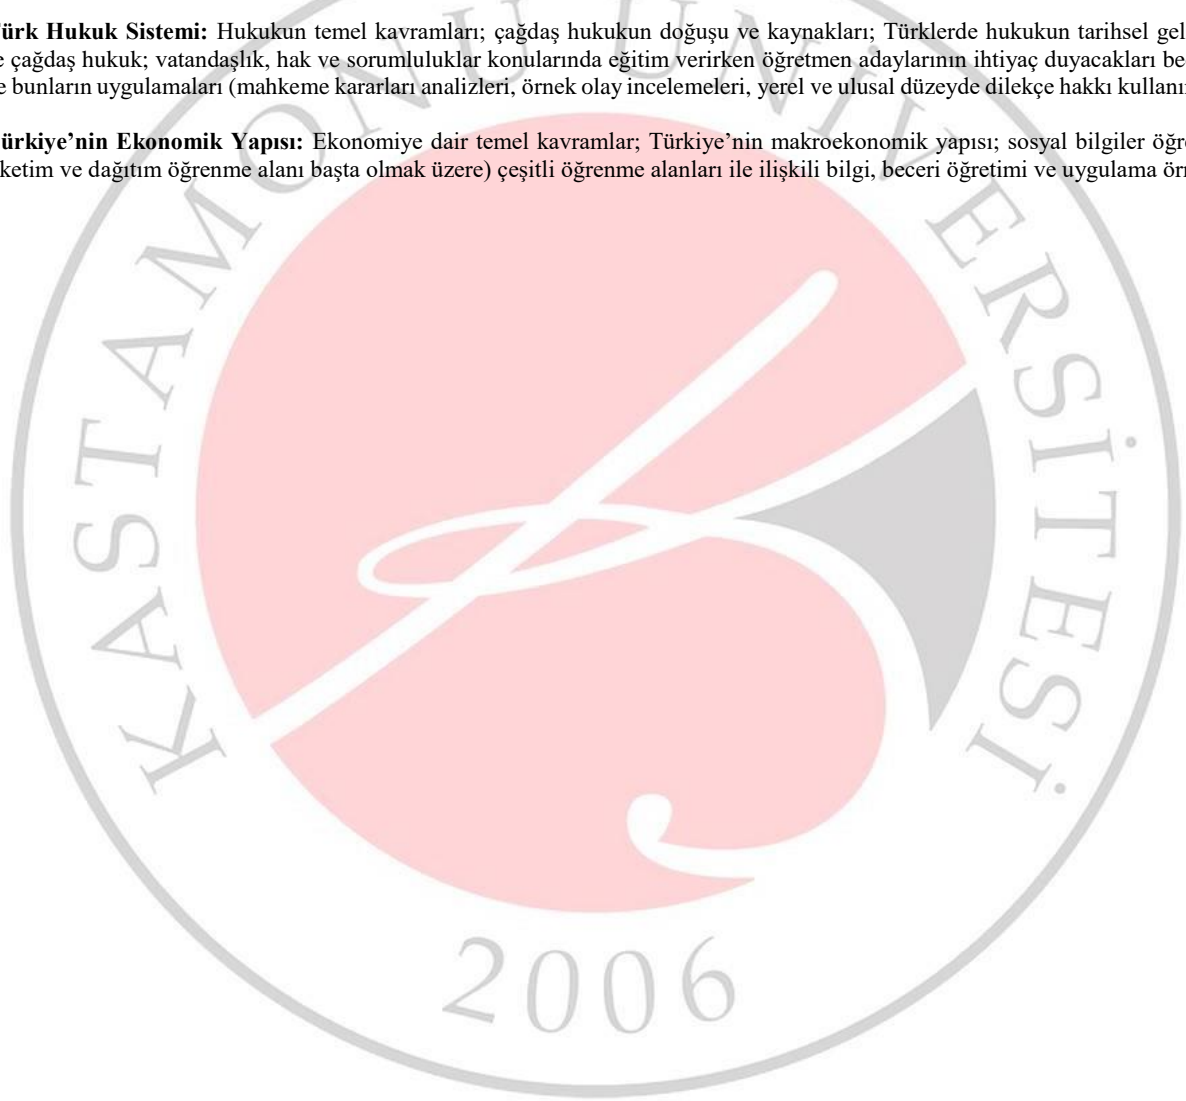 ürk Hukuk Sistemi: Hukukun temel kavramları; çağdaş hukukun doğuşu ve kaynakları; Türklerde hukukun tarihsel gel
e çağdaş hukuk; vatandaşlık, hak ve sorumluluklar konularında eğitim verirken öğretmen adaylarının ihtiyaç duyacakları bec
e bunların uygulamaları (mahkeme kararları analizleri, örnek olay incelemeleri, yerel ve ulusal düzeyde dilekçe hakkı kullanı
ürkiye’nin Ekonomik Yapısı: Ekonomiye dair temel kavramlar; Türkiye’nin makroekonomik yapısı; sosyal bilgiler öğre
ketim ve dağıtım öğrenme alanı başta olmak üzere) çeşitli öğrenme alanları ile ilişkili bilgi, beceri öğretimi ve uygulama örn
KASTAMONU ÜNİVERSİTESİ
2006